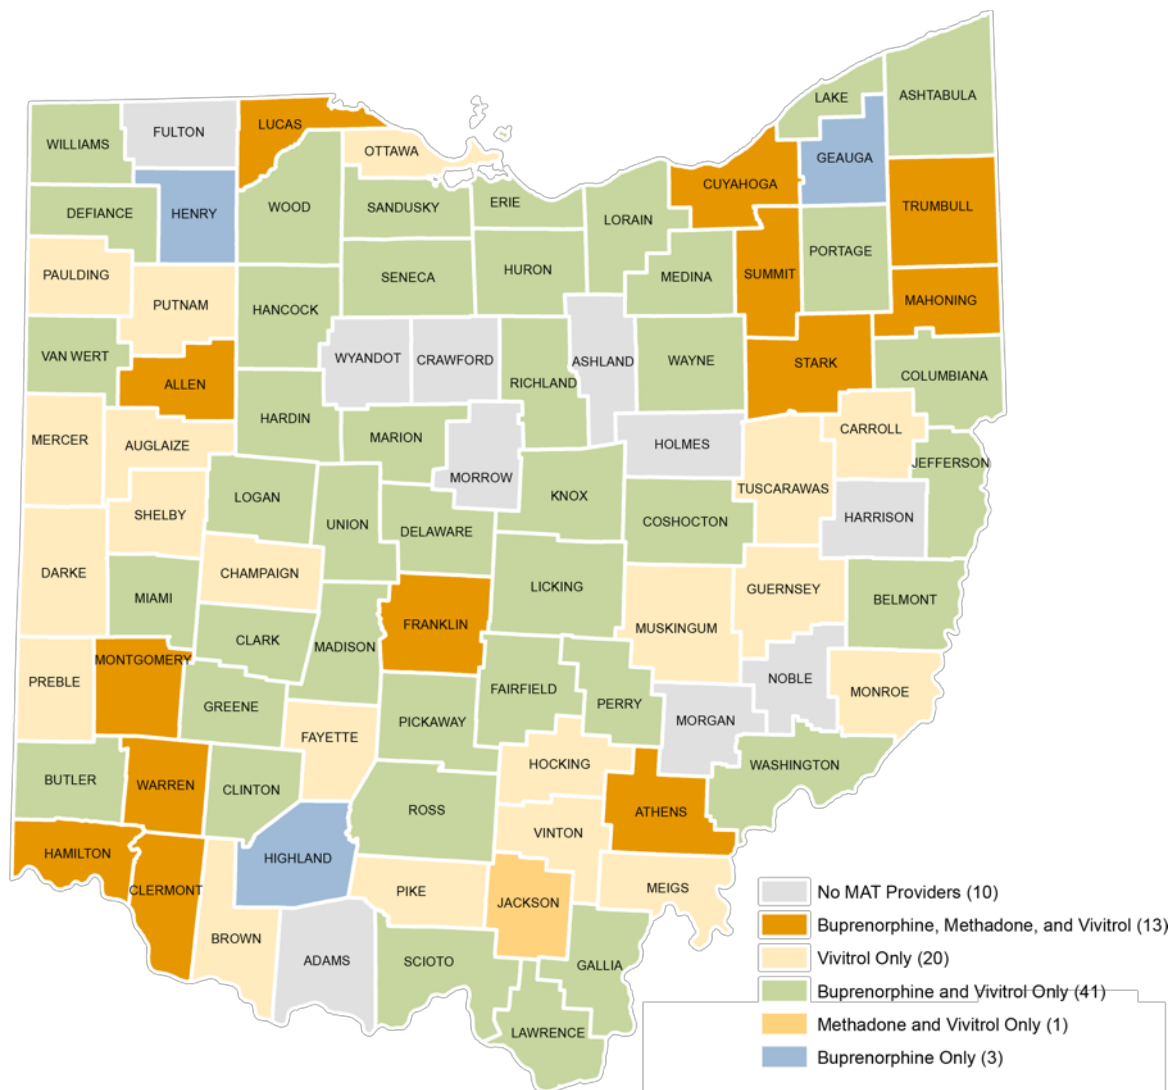 ASHTABULA
LAKE
FULTON
LUCAS
WILLIAMS
OTTAWA
GEAUGA
CUYAHOGA
TRUMBULL
DEFIANCE
HENRY
WOOD
SANDUSKY
ERIE
LORAIN
PORTAGE
PAULDING
SENECA
HURON
MEDINA
SUMMIT
MAHONING
PUTNAM
HANCOCK
VAN WERT
WYANDOT
CRAWFORD
ASHLAND
WAYNE
STARK
COLUMBIANA
ALLEN
RICHLAND
HARDIN
MERCER
AUGLAIZE
MARION
HOLMES
CARROLL
JEFFERSON
MORROW
TUSCARAWAS
LOGAN
KNOX
SHELBY
UNION
DELAWARE
COSHOCTON
HARRISON
DARKE
CHAMPAIGN
LICKING
GUERNSEY
MIAMI
BELMONT
FRANKLIN
MUSKINGUM
CLARK
MADISON
MONTGOMERY
PREBLE
FAIRFIELD
NOBLE
MONROE
GREENE
PERRY
PICKAWAY
MORGAN
FAYETTE
HOCKING
WASHINGTON
BUTLER
WARREN
CLINTON
ROSS
ATHENS
VINTON
HAMILTON
HIGHLAND
CLERMONT
PIKE
JACKSON
MEIGS
BROWN
ADAMS
SCIOTO
GALLIA
LAWRENCE
No MAT Providers (10)
Buprenorphine, Methadone, and Vivitrol (13)
Vivitrol Only (20)
Buprenorphine and Vivitrol Only (41)
Methadone and Vivitrol Only (1)
Buprenorphine Only (3)